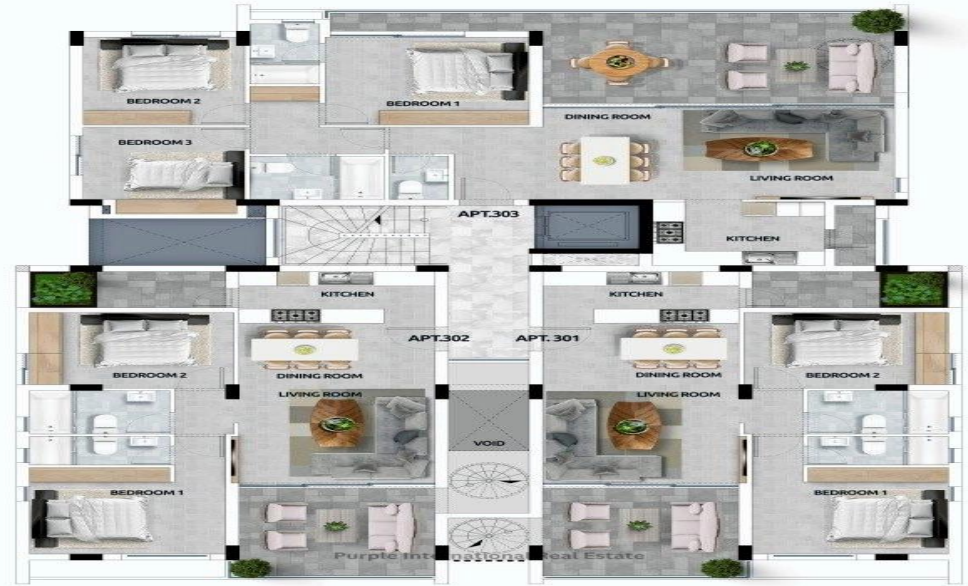 BEDROOM 2
BEDROOM 1
DINING ROOM
BEDROOM 3
LIVING ROOM
APT.303
KITCHEN
KITCHEN
KITCHEN
APT.302
APT. 301
BEDROOM 2
DINING ROOM
DINING ROOM
BEDROOM 2
LIVING ROOM
LIVING ROOM
VOID
BEDROOM 1
BEDROOM 1
Purple International Real Estate